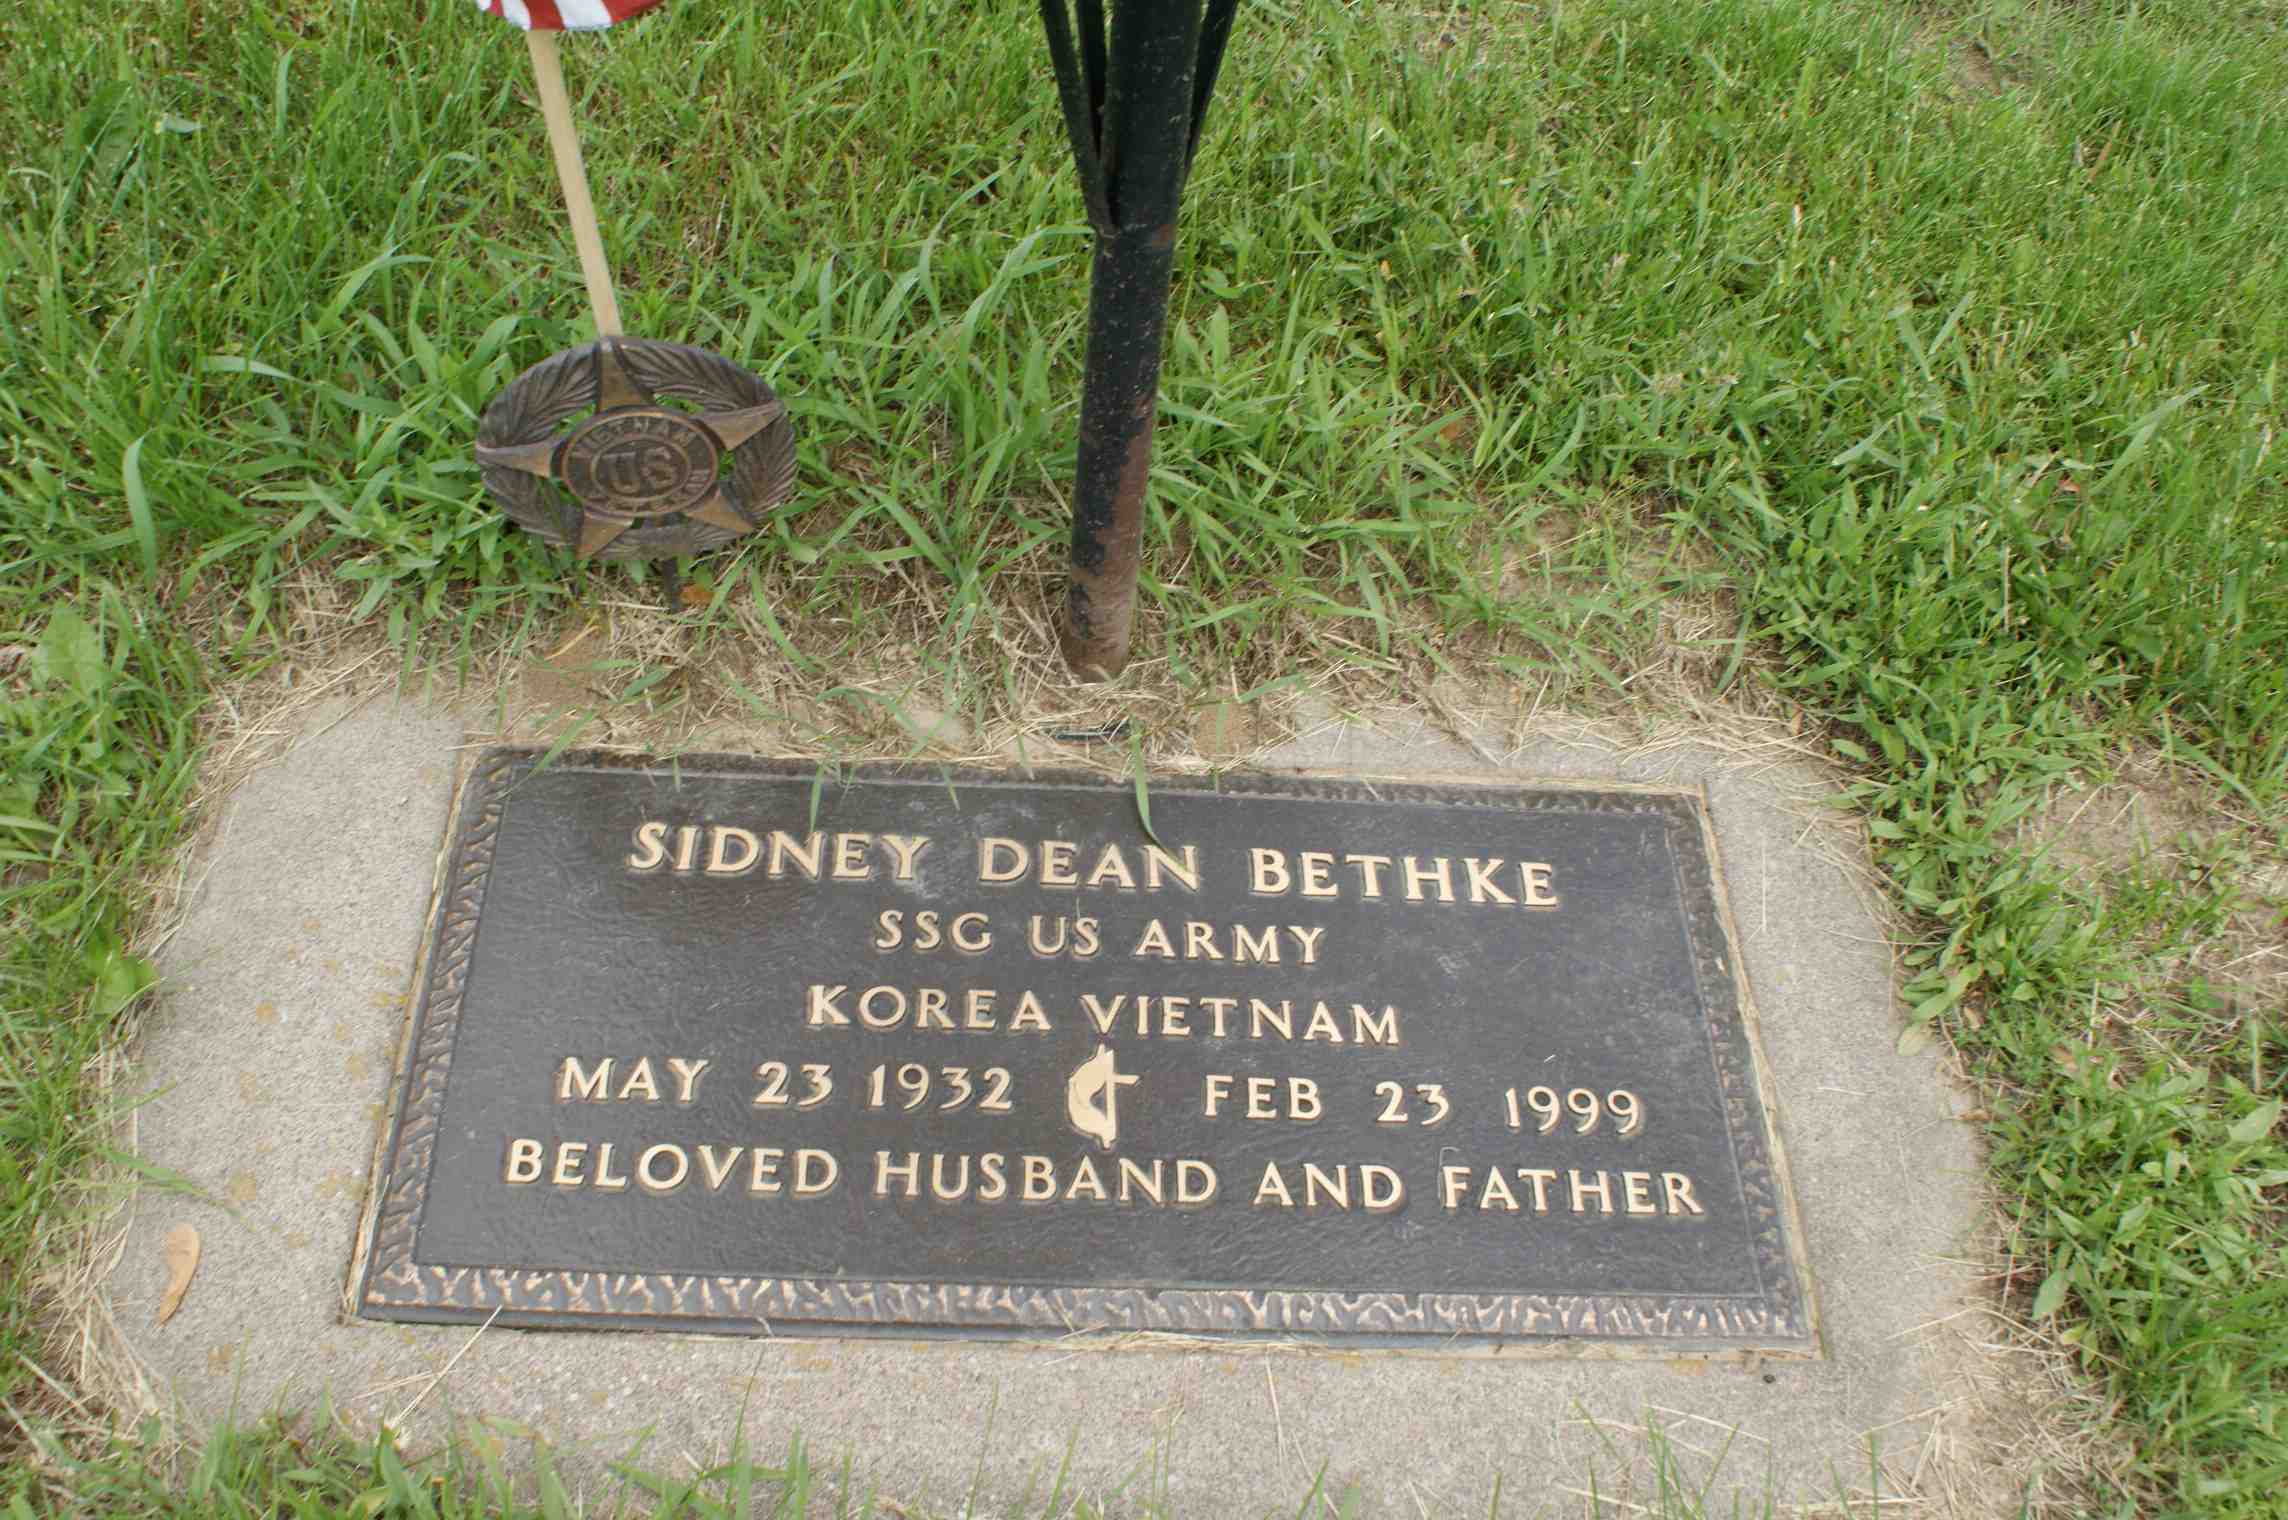 VIETNAM
US
SIDNEY DEAN BETHKE
SSG US ARMY
KOREA VIETNAM
MAY 23 1932 FEB 23 1999
BELOVED HUSBAND AND FATHER